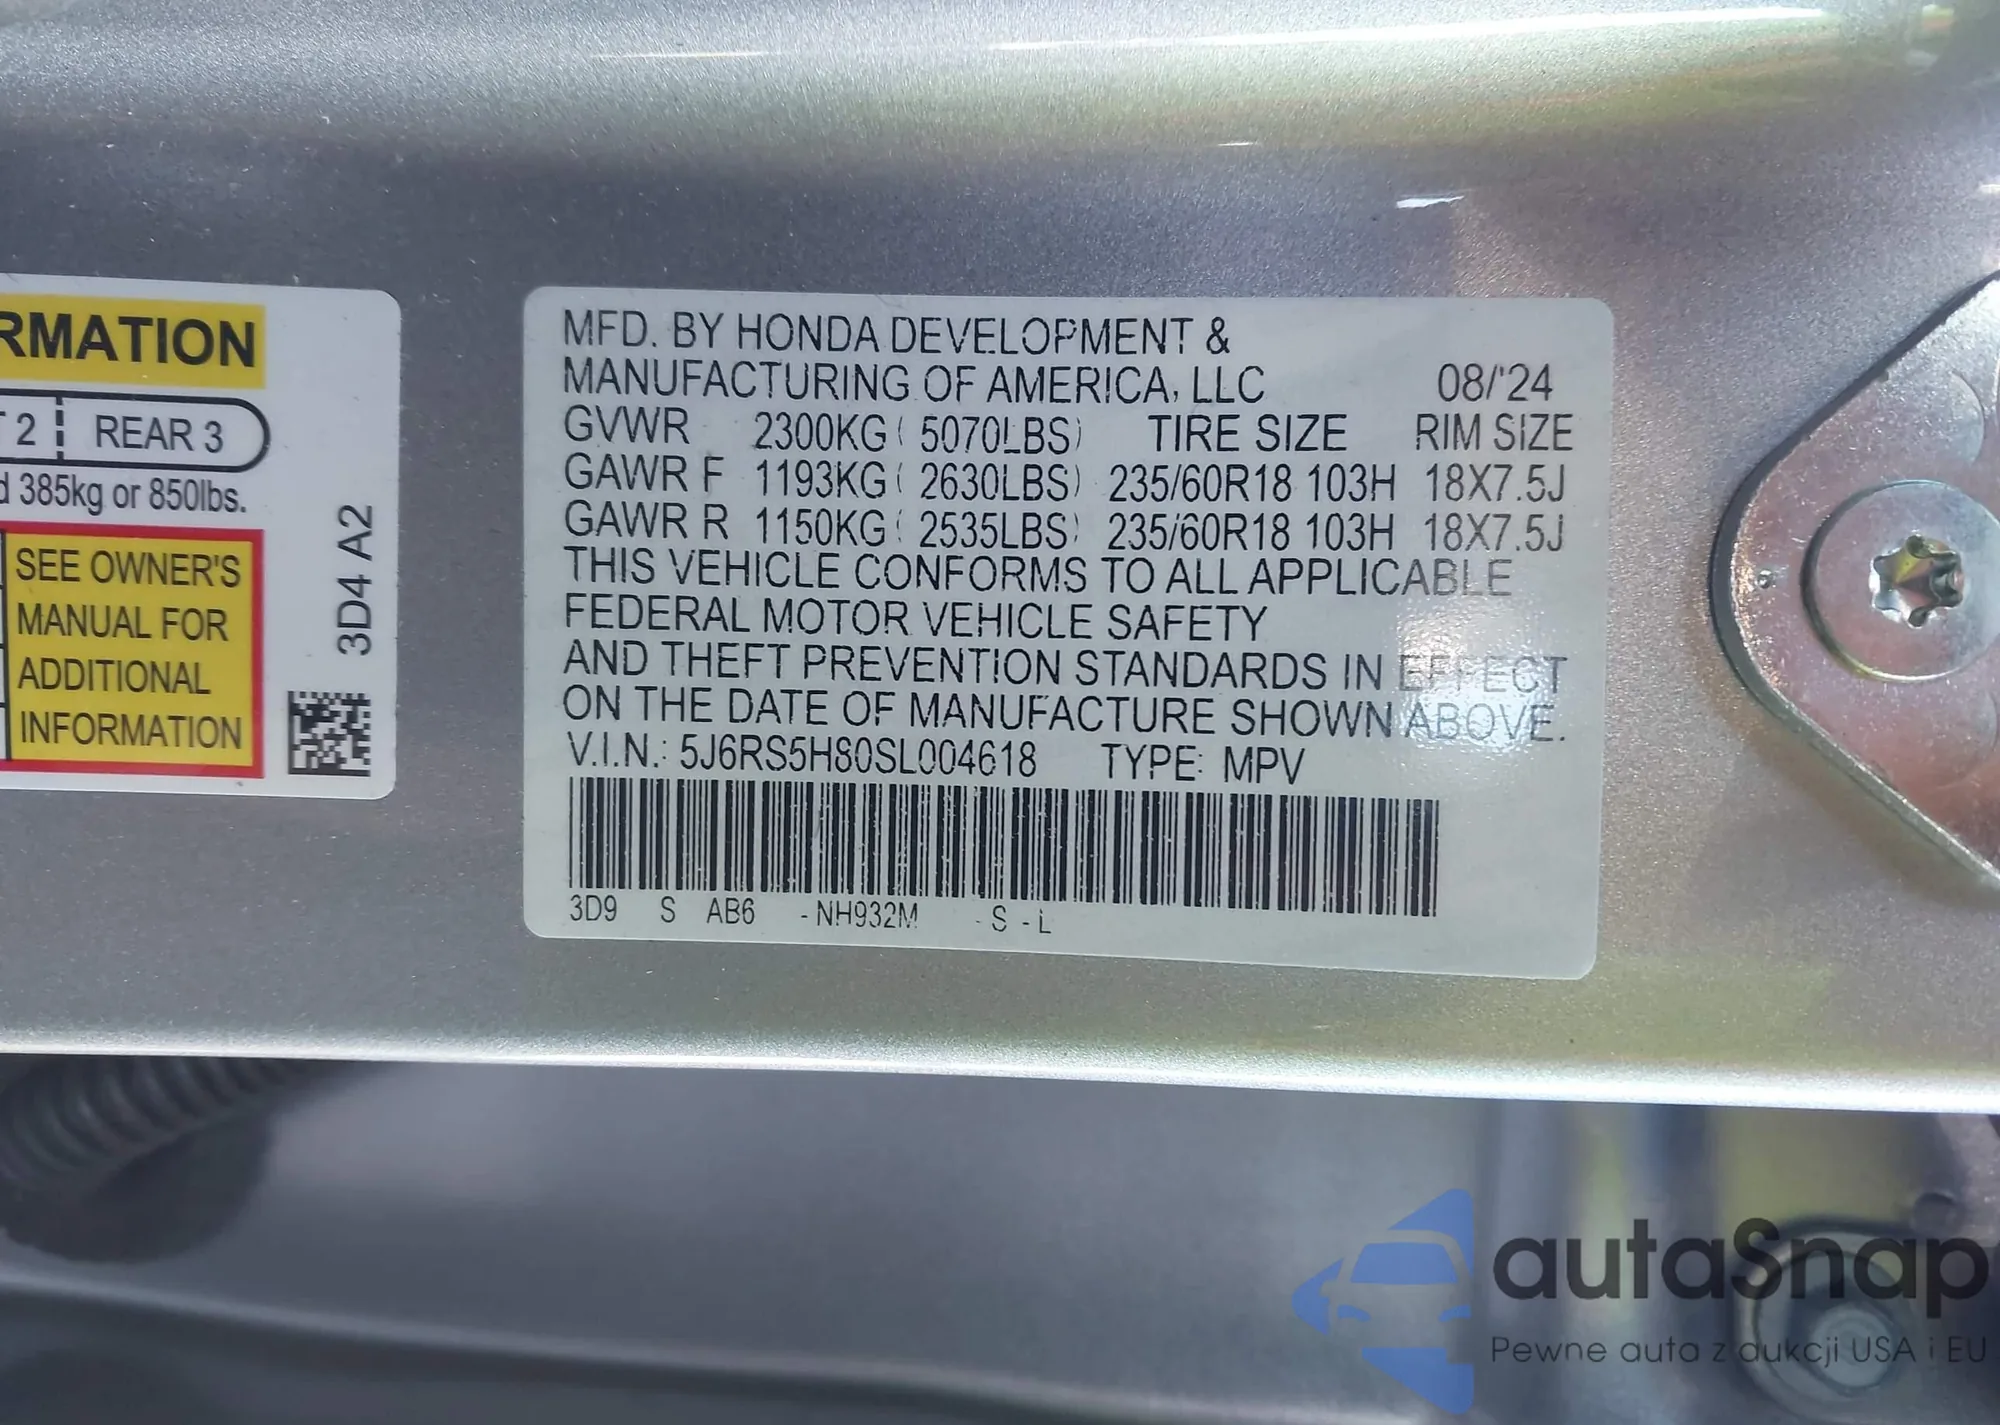 RMATION
T 2 REAR 3
d 385kg or 850lbs.
SEE OWNER'S
MANUAL FOR
ADDITIONAL
INFORMATION
3D4 A2
MFD. BY HONDA DEVELOPMENT &
MANUFACTURING OF AMERICA, LLC 08/'24
GVWR 2300KG ( 5070LBS) TIRE SIZE RIM SIZE
GAWR F 1193KG ( 2630LBS) 235/60R18 103H 18X7.5J
GAWR R 1150KG ( 2535LBS) 235/60R18 103H 18X7.5J
THIS VEHICLE CONFORMS TO ALL APPLICABLE
FEDERAL MOTOR VEHICLE SAFETY
AND THEFT PREVENTION STANDARDS IN EFFECT
ON THE DATE OF MANUFACTURE SHOWN ABOVE.
V.I.N.: 5J6RS5H80SL004618 TYPE: MPV
3D9 S AB6 -NH932M -S -L
autaSnap
Pewne auta z aukcji USA i EU